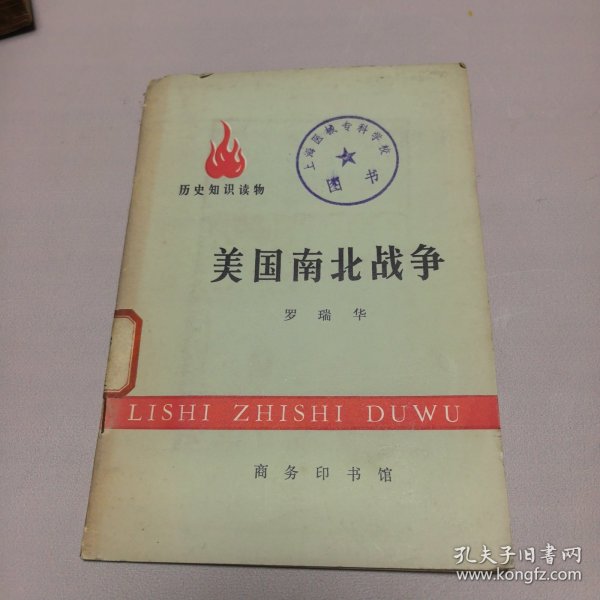 上海医械专科学校
图书
历史知识读物
美国南北战争
罗瑞华
LISHI ZHISHI DUWU
商务印书馆
孔夫子旧书网
www.kongfz.com